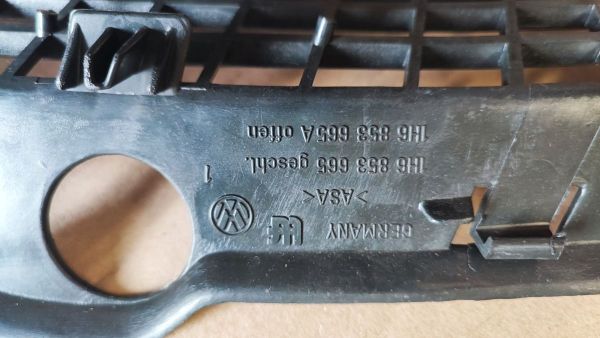 GERMANY
>ASA<
1
1H6 853 665 geschl.
1H6 853 665A offen